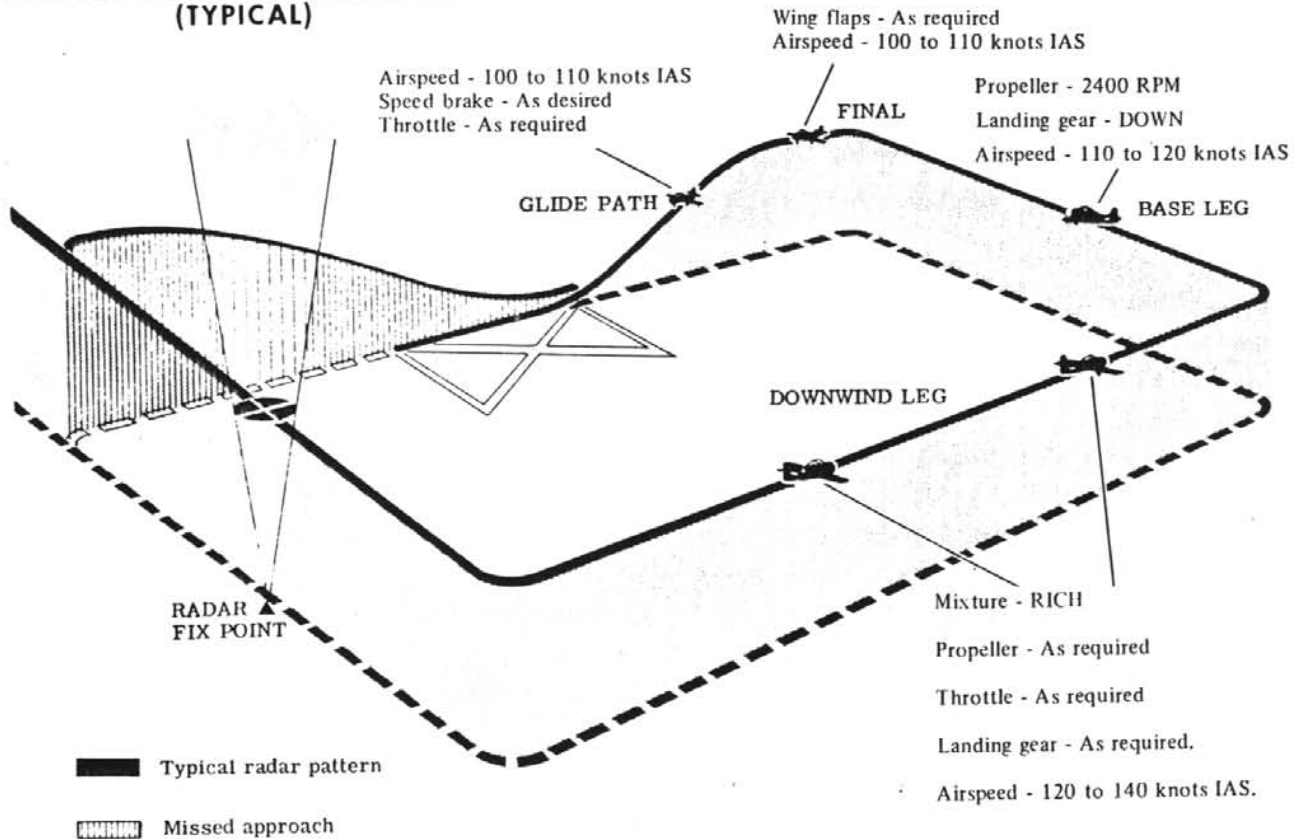 (TYPICAL)
Wing flaps - As required
Airspeed - 100 to 110 knots IAS
Airspeed - 100 to 110 knots IAS
Speed brake - As desired
Throttle - As required
Propeller - 2400 RPM
Landing gear - DOWN
Airspeed - 110 to 120 knots IAS
FINAL
GLIDE PATH
BASE LEG
DOWNWIND LEG
RADAR
FIX POINT
Mixture - RICH
Propeller - As required
Throttle - As required
Landing gear - As required.
Airspeed - 120 to 140 knots IAS.
Typical radar pattern
Missed approach